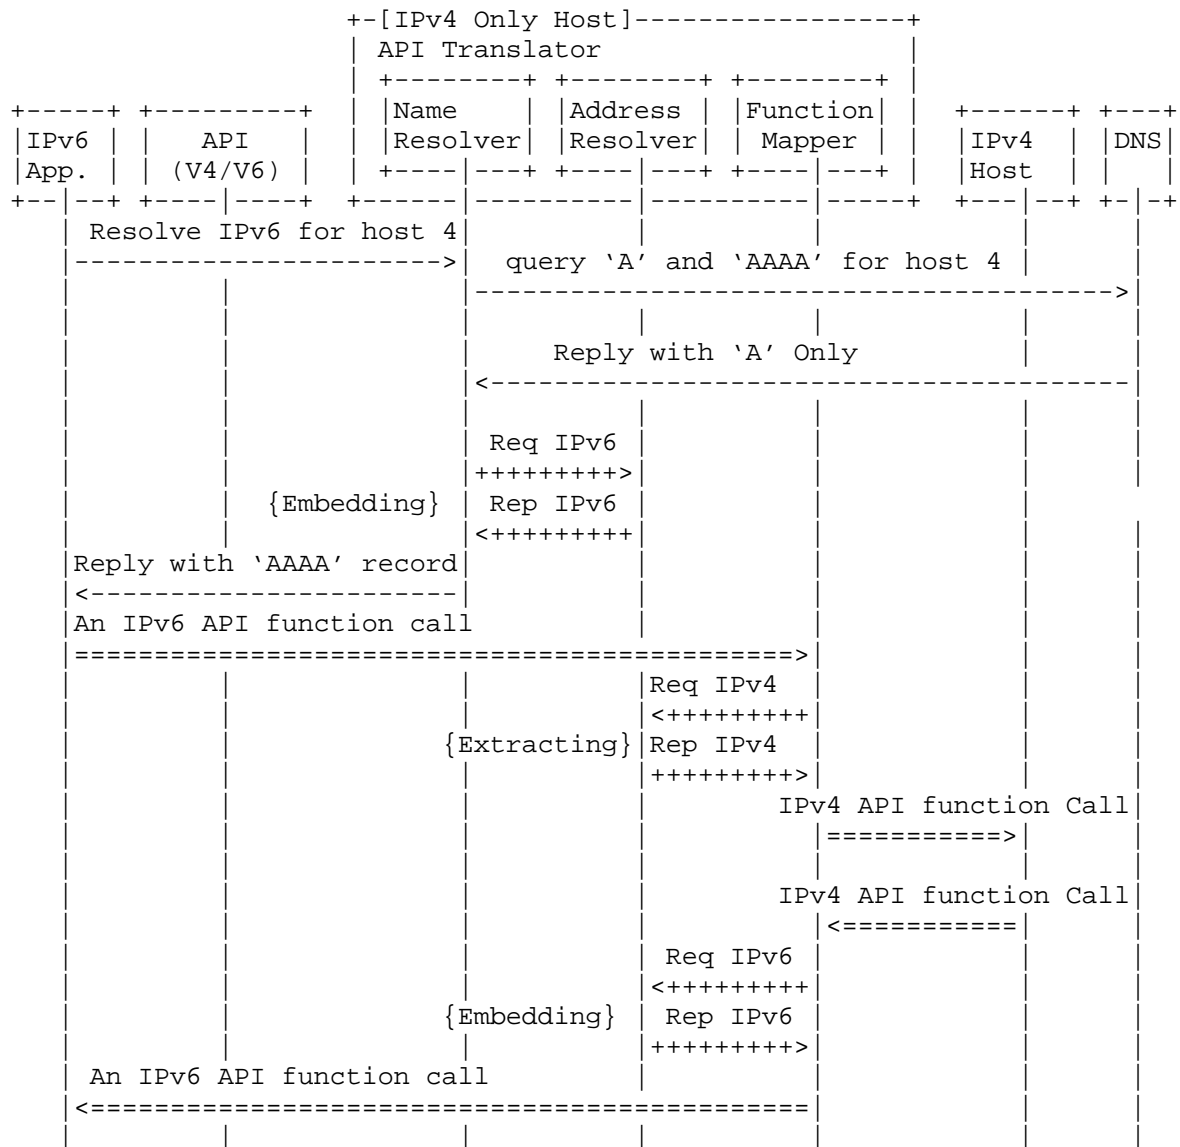 +-[IPv4 Only Host]-----------------+
| API Translator |
| +--------+ +--------+ +--------+ |
+-----+ +---------+ | |Name | |Address | |Function| | +------+ +---+
|IPv6 | | API | | |Resolver| |Resolver| | Mapper | | |IPv4 | |DNS|
|App. | | (V4/V6) | | +----|---+ +----|---+ +----|---+ | |Host | | |
+--|--+ +----|----+ +------|----------|----------|-----+ +---|--+ +-|-+
| Resolve IPv6 for host 4| | | | |
|----------------------->| query ‘A’ and ‘AAAA’ for host 4 | |
| | |---------------------------------------->|
| | | | | | |
| | | Reply with ‘A’ Only | |
| | |<----------------------------------------|
| | | | | | |
| | | Req IPv6 | | | |
| | |+++++++++>| | | |
| | {Embedding} | Rep IPv6 | | |
| | |<+++++++++| | | |
|Reply with ‘AAAA’ record| | | | |
|<-----------------------| | | | |
|An IPv6 API function call | | | |
|=============================================>| | |
| | | |Req IPv4 | | |
| | | |<+++++++++| | |
| | {Extracting}|Rep IPv4 | | |
| | | |+++++++++>| | |
| | | | IPv4 API function Call|
| | | | |===========>| |
| | | | | | |
| | | | IPv4 API function Call|
| | | | |<===========| |
| | | | Req IPv6 | | |
| | | |<+++++++++| | |
| | {Embedding} | Rep IPv6 | | |
| | | |+++++++++>| | |
| An IPv6 API function call | | | |
|<=============================================| | |
| | | | | | |